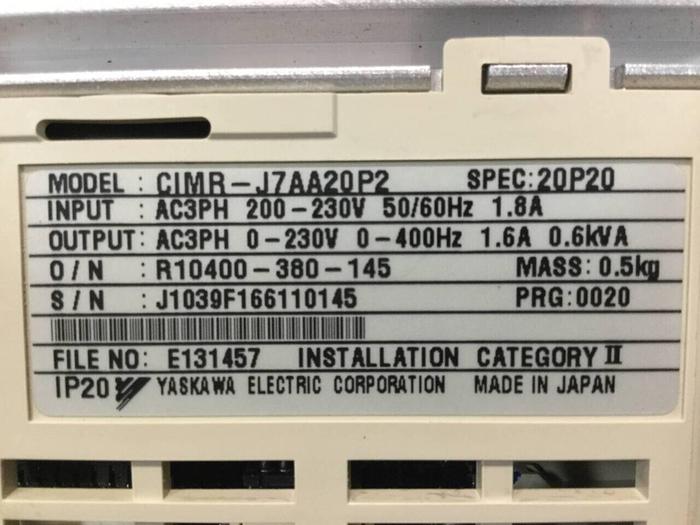 MODEL : CIMR-J7AA20P2 SPEC:20P20
INPUT : AC3PH 200-230V 50/60Hz 1.8A
OUTPUT: AC3PH 0-230V 0-400Hz 1.6A 0.6kVA
O/N : R10400-380-145 MASS: 0.5kg
S/N : J1039F166110145 PRG:0020
FILE NO: E131457 INSTALLATION CATEGORY II
IP20 YASKAWA ELECTRIC CORPORATION MADE IN JAPAN